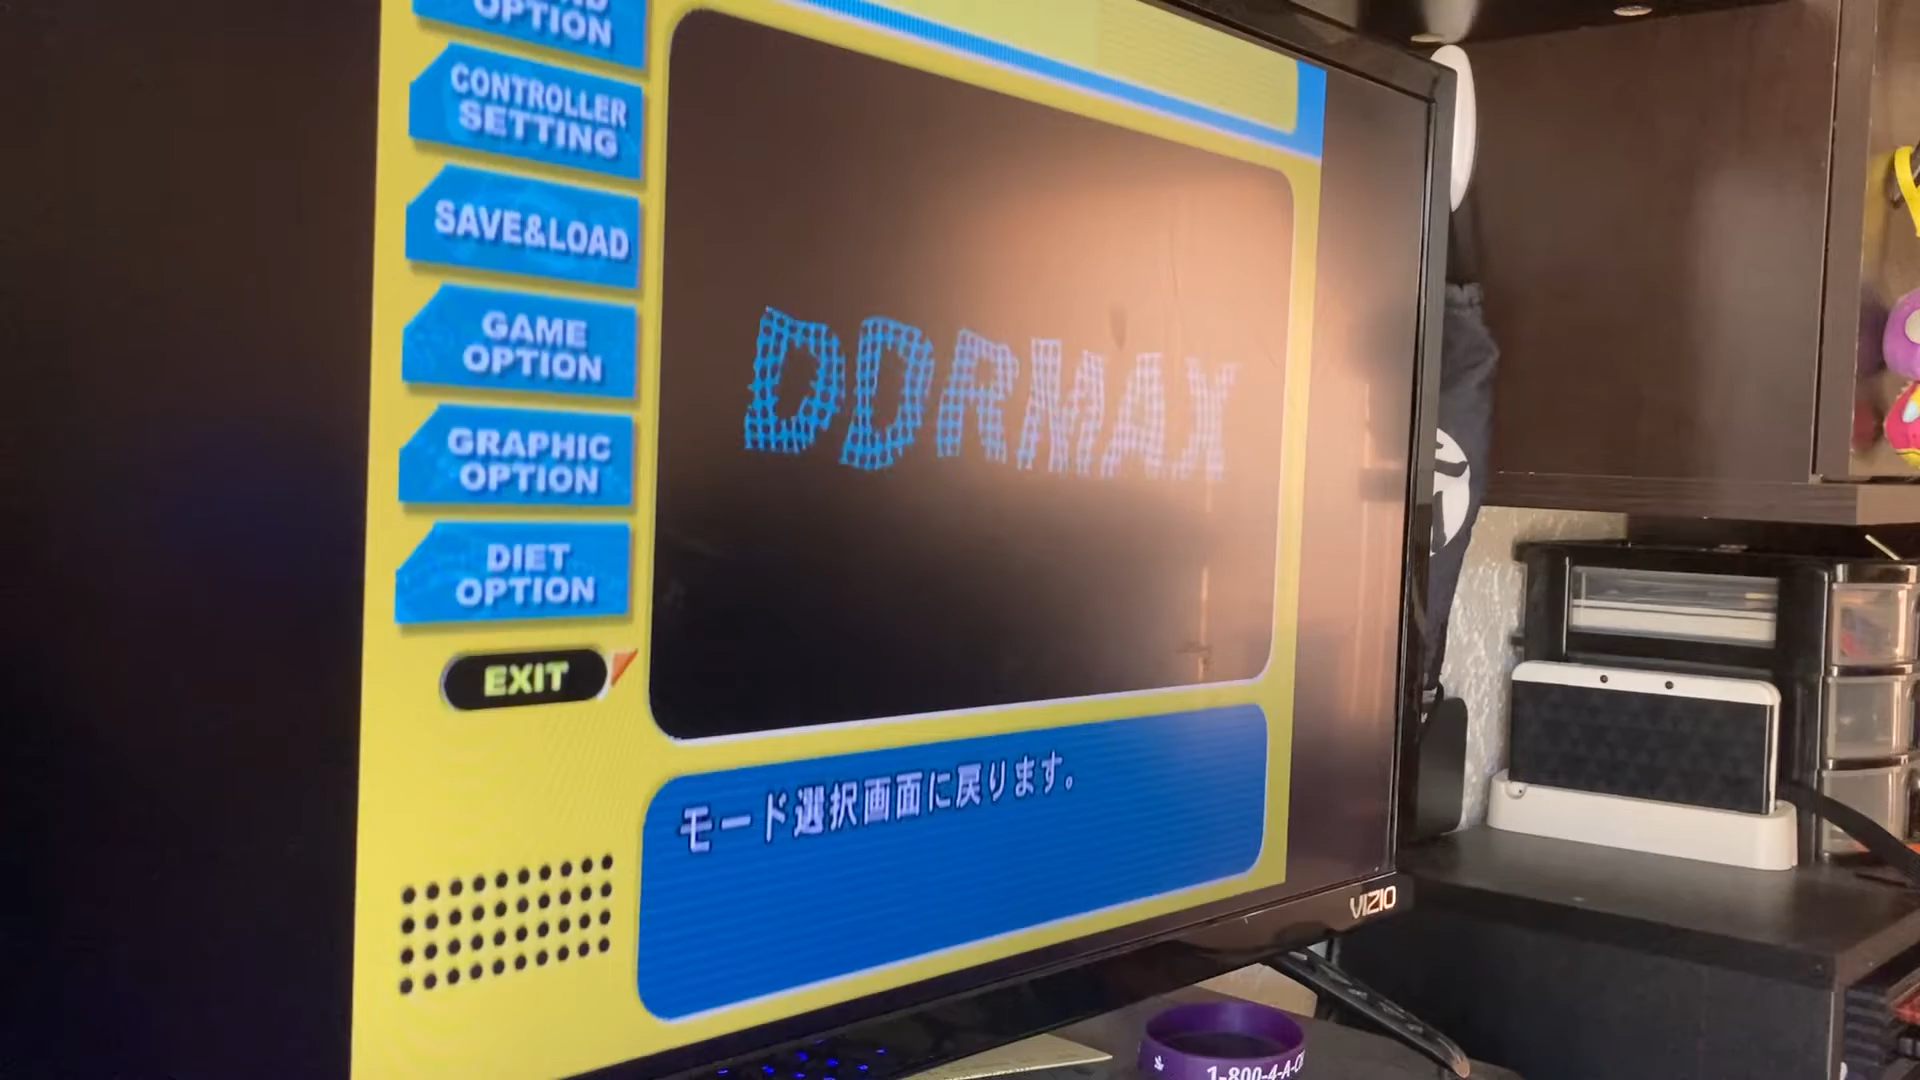 OPTION
CONTROLLER
SETTING
SAVE&LOAD
GAME
OPTION
GRAPHIC
OPTION
DIET
OPTION
EXIT
DDRMAX
モード選択画面に戻ります。
VIZIO
1-800-4-A-